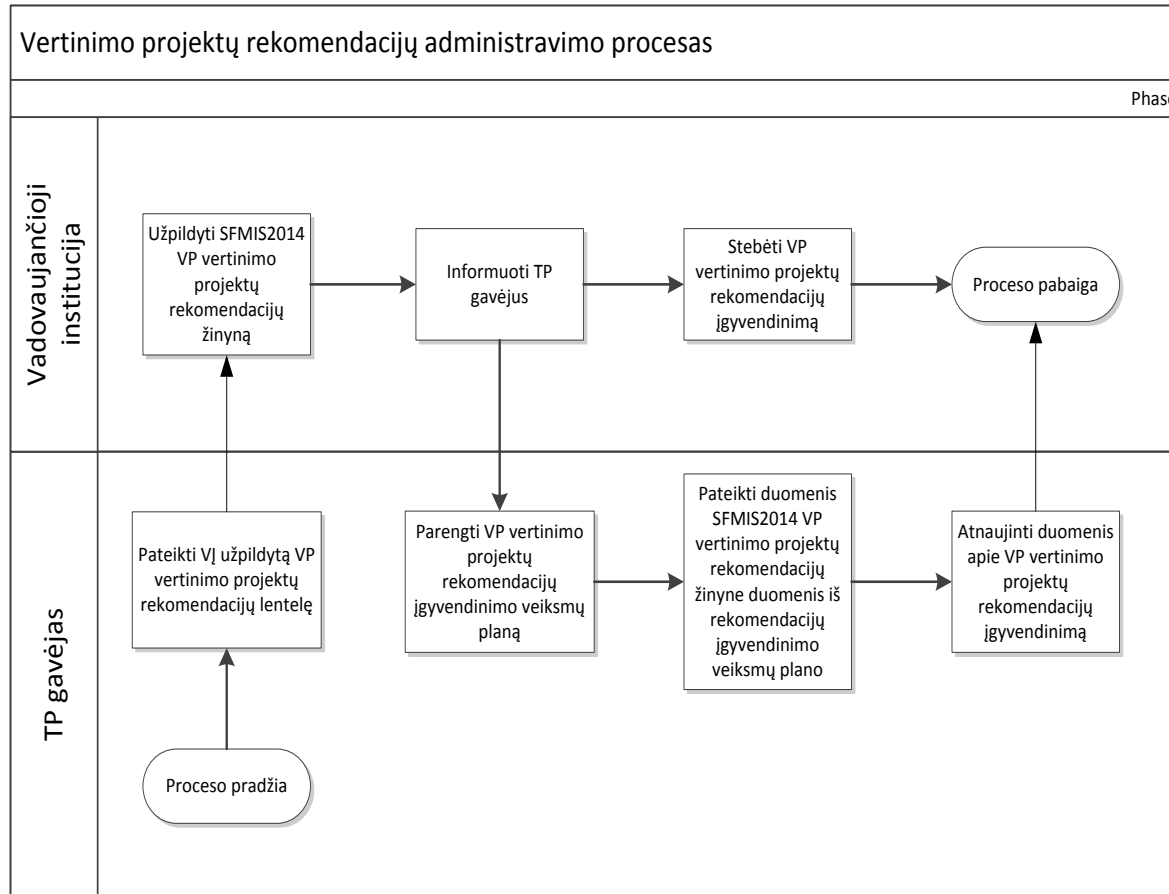 Vertinimo projektų rekomendacijų administravimo procesas
Phase
Vadovaujančioji
institucija
Užpildyti SFMIS2014
VP vertinimo
projektų
rekomendacijų
žinyną
Informuoti TP
gavėjus
Stebėti VP
vertinimo projektų
rekomendacijų
įgyvendinimą
Proceso pabaiga
TP gavėjas
Pateikti VĮ užpildytą VP
vertinimo projektų
rekomendacijų lentelę
Parengti VP vertinimo
projektų
rekomendacijų
įgyvendinimo veiksmų
planą
Pateikti duomenis
SFMIS2014 VP
vertinimo projektų
rekomendacijų
žinyne duomenis iš
rekomendacijų
įgyvendinimo
veiksmų plano
Atnaujinti duomenis
apie VP vertinimo
projektų
rekomendacijų
įgyvendinimą
Proceso pradžia